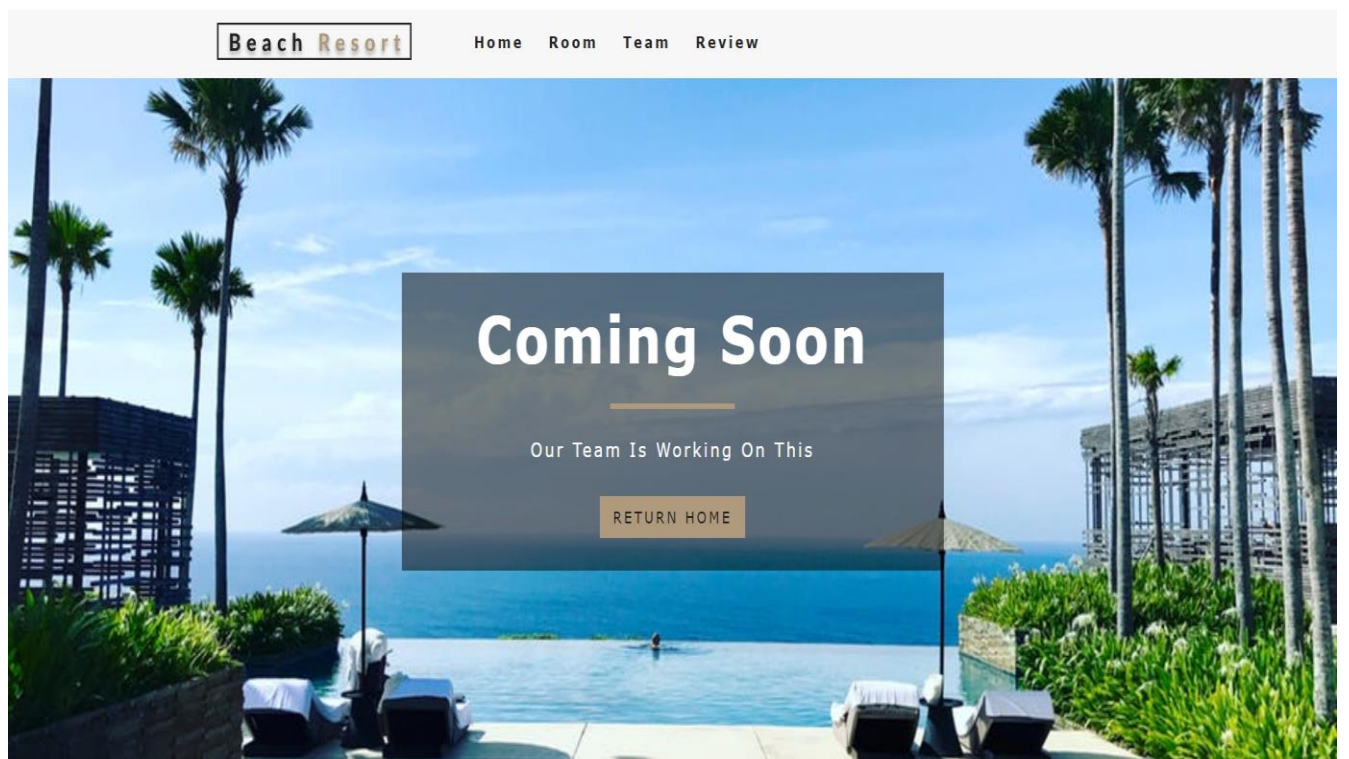 Beach Resort
Home Room Team Review
Coming Soon
Our Team Is Working On This
RETURN HOME